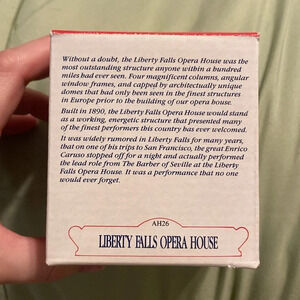 Without a doubt, the Liberty Falls Opera House was the
most outstanding structure anyone within a hundred
miles had ever seen. Four magnificent columns, angular
window frames, and capped by architecturally unique
domes that had only been seen in the finest structures
in Europe prior to the building of our opera house.
Built in 1890, the Liberty Falls Opera House would stand
as a working, energetic structure that presented many
of the finest performers this country has ever welcomed.
It was widely rumored in Liberty Falls for many years,
that on one of his trips to San Francisco, the great Enrico
Caruso stopped off for a night and actually performed
the lead role from The Barber of Seville at the Liberty
Falls Opera House. It was a performance that no one
would ever forget.
AH26
LIBERTY FALLS OPERA HOUSE